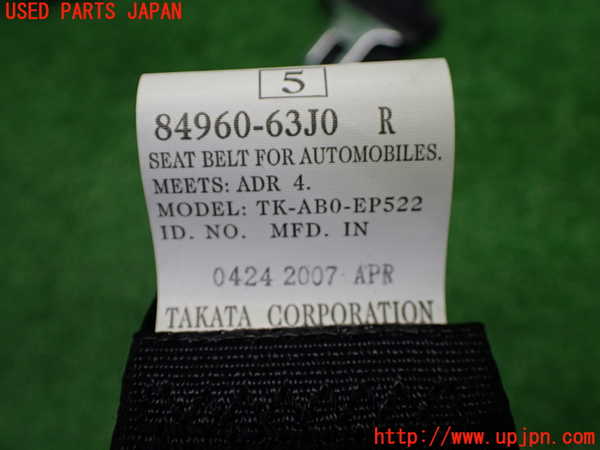 USED PARTS JAPAN
5
84960-63J0 R
SEAT BELT FOR AUTOMOBILES.
MEETS: ADR 4.
MODEL: TK-AB0-EP522
ID. NO. MFD. IN
0424 2007 APR
TAKATA CORPORATION
http://www.upjpn.com/